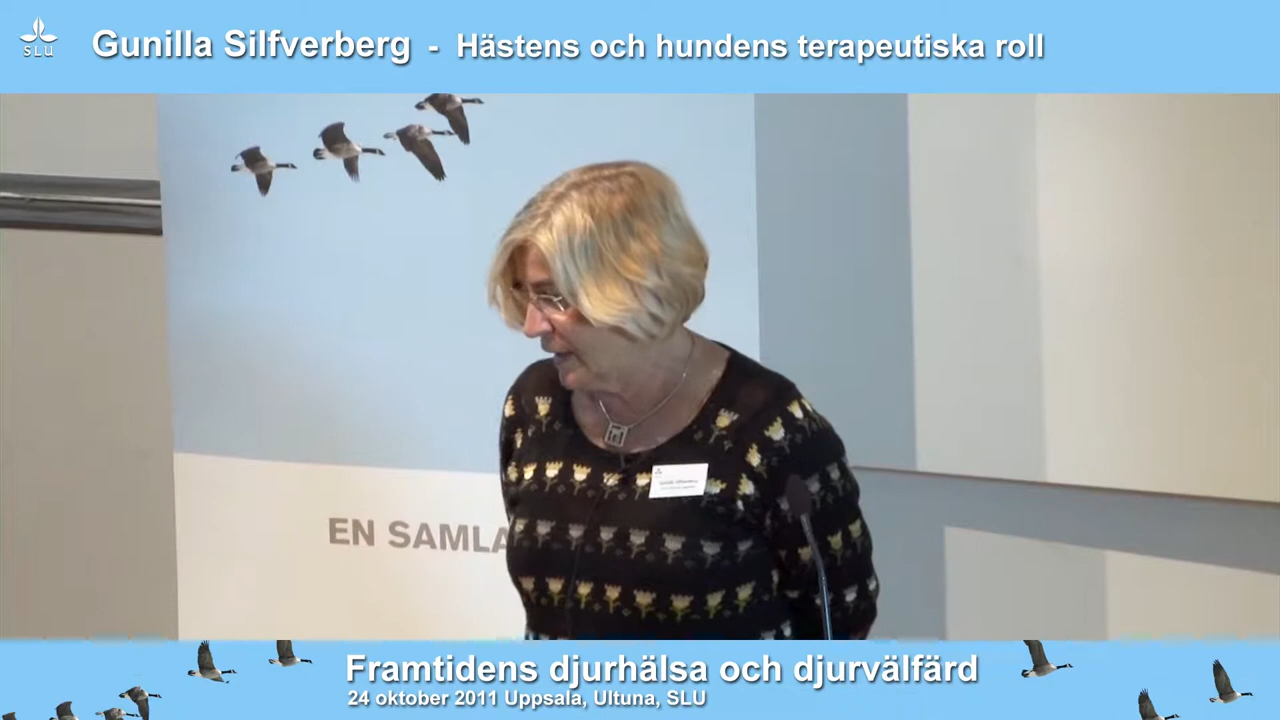 SLU
Gunilla Silfverberg - Hästens och hundens terapeutiska roll
EN SAMLA
Framtidens djurhälsa och djurvälfärd
24 oktober 2011 Uppsala, Ultuna, SLU